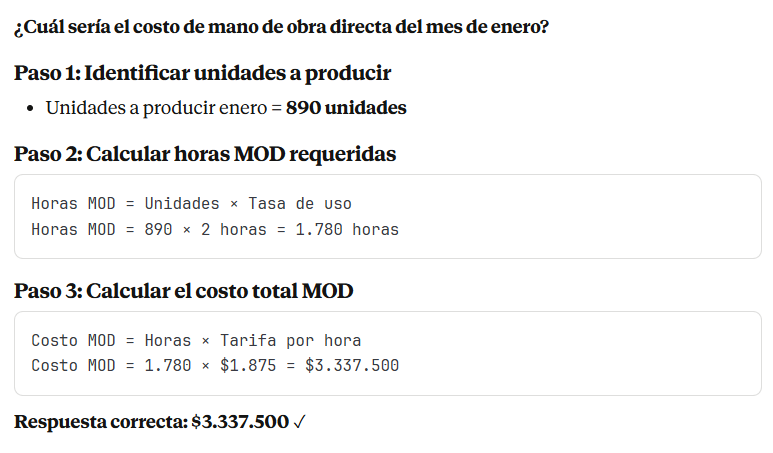 ¿Cuál sería el costo de mano de obra directa del mes de enero?
Paso 1: Identificar unidades a producir
• Unidades a producir enero = 890 unidades
Paso 2: Calcular horas MOD requeridas
Horas MOD = Unidades × Tasa de uso
Horas MOD = 890 × 2 horas = 1.780 horas
Paso 3: Calcular el costo total MOD
Costo MOD = Horas × Tarifa por hora
Costo MOD = 1.780 × $1.875 = $3.337.500
Respuesta correcta: $3.337.500 ✓